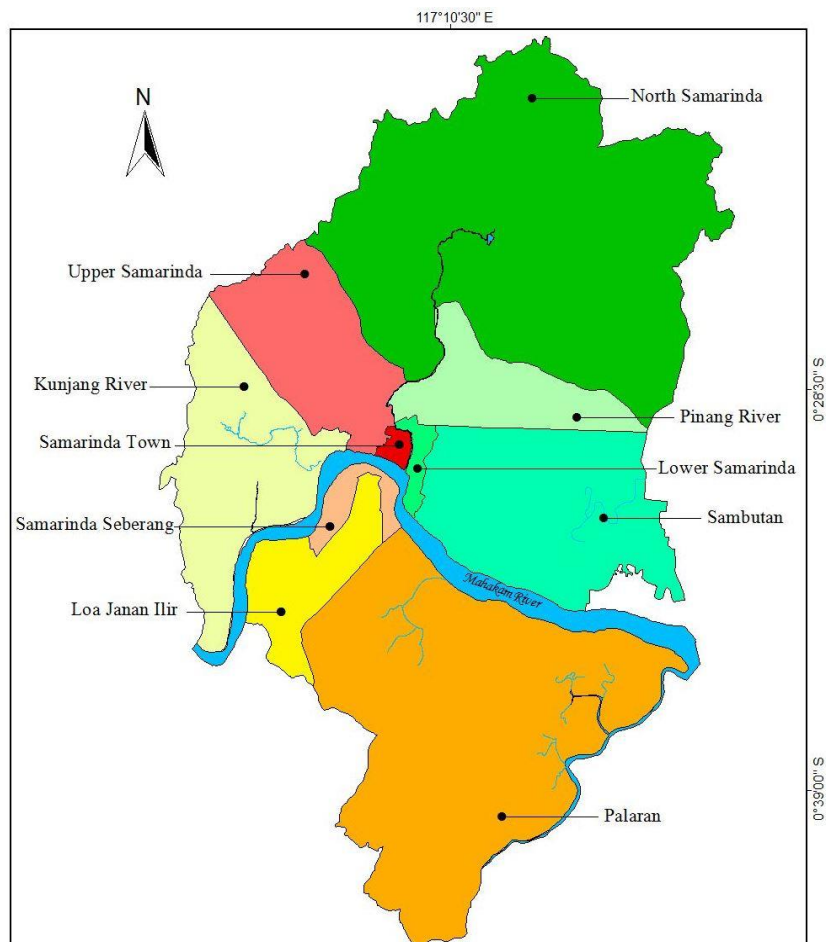 117°10'30" E
N
North Samarinda
Upper Samarinda
Kunjang River
0°28'30" S
Pinang River
Samarinda Town
Lower Samarinda
Samarinda Seberang
Sambutan
Mahakam River
Loa Janan Ilir
0°39'00" S
Palaran